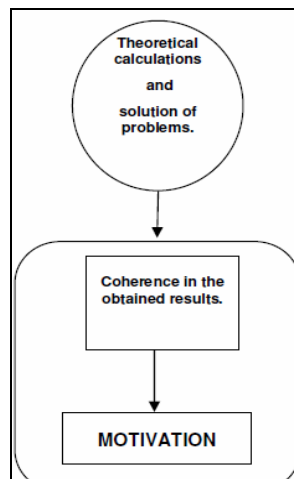 Theoretical
calculations
and
solution of
problems.
Coherence in the
obtained results.
MOTIVATION